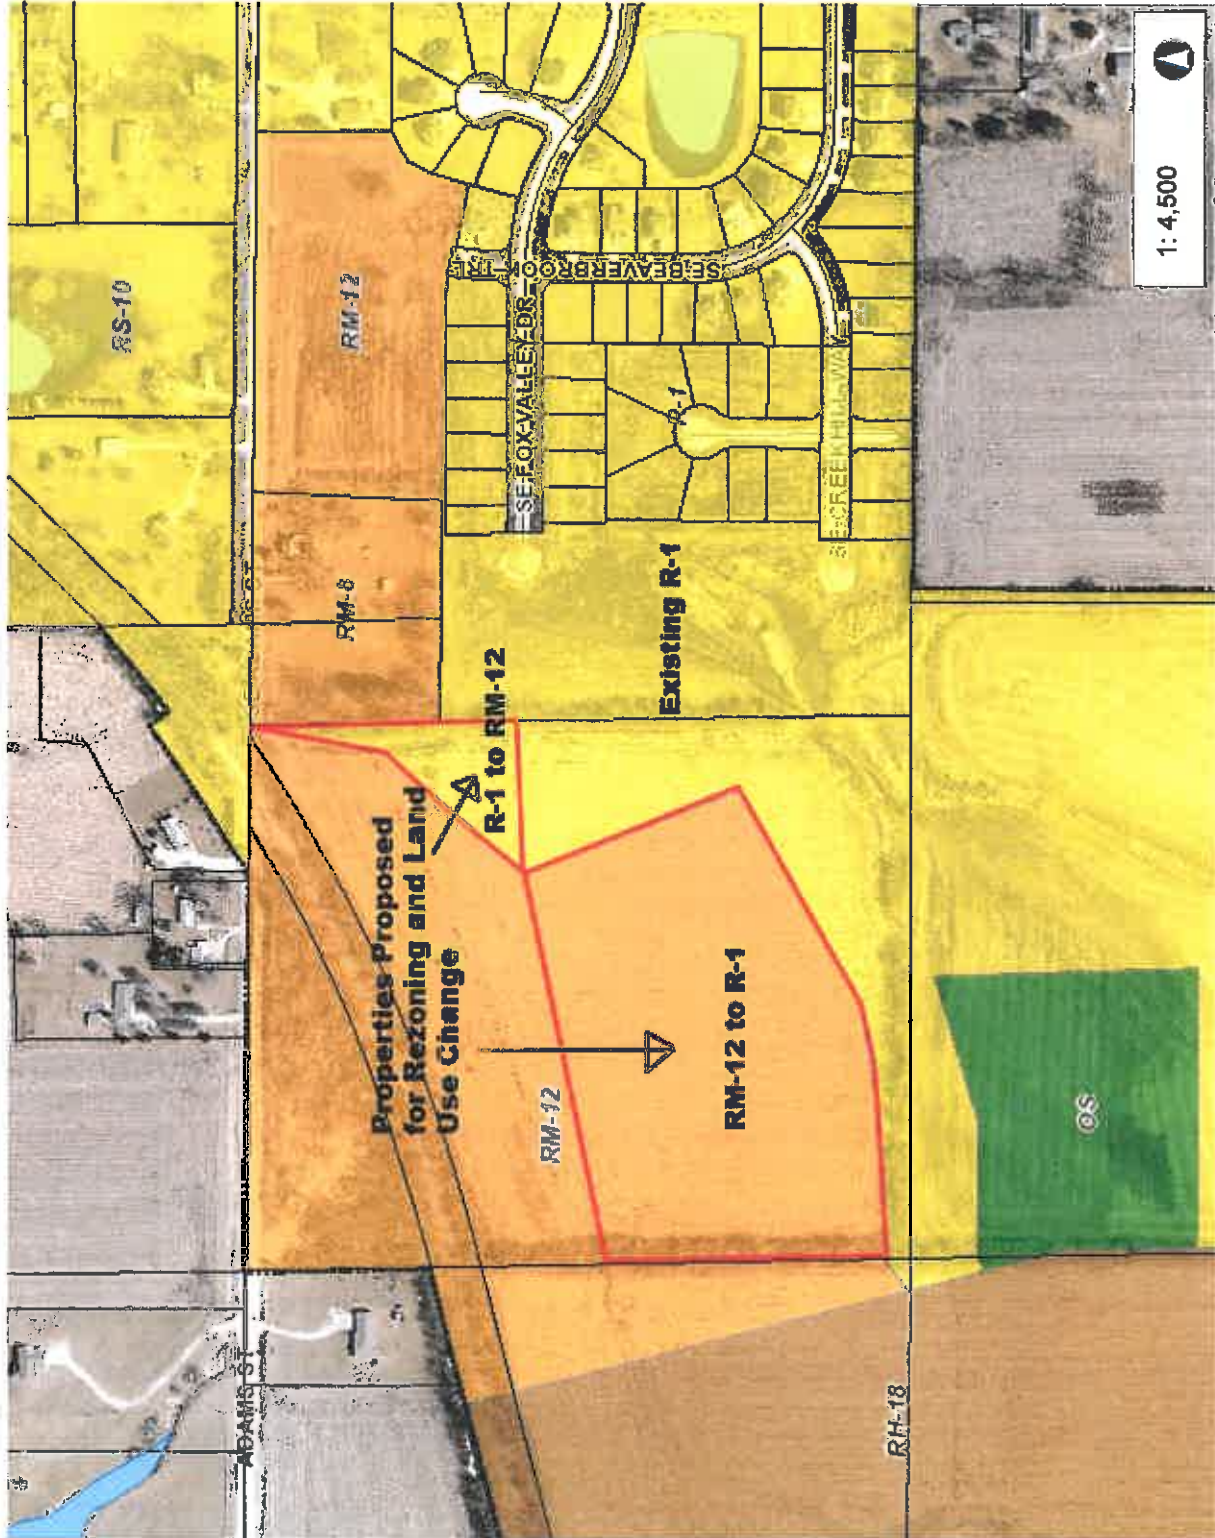 RS-10
RM-12
RM-8
SE FOX VALLEY DR
SE BEAVERBROOK TRL
R-1
SE CREEK HILL WAY
Existing R-1
R-1 to RM-12
Properties Proposed
for Rezoning and Land
Use Change
RM-12
RM-12 to R-1
OS
RH-18
ADAMS ST
1: 4,500